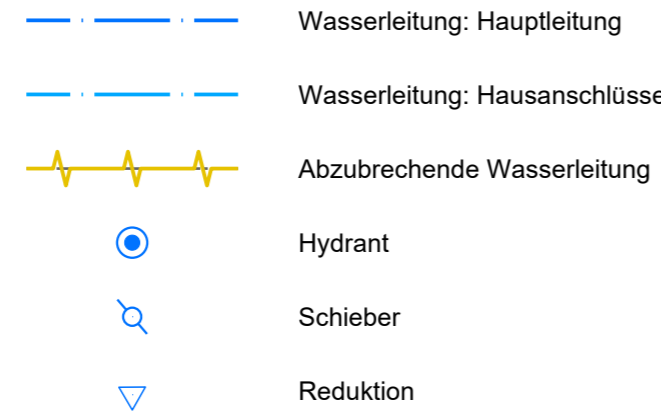 Wasserleitung: Hauptleitung
Wasserleitung: Hausanschlüsse
Abzubrechende Wasserleitung
Hydrant
Schieber
Reduktion